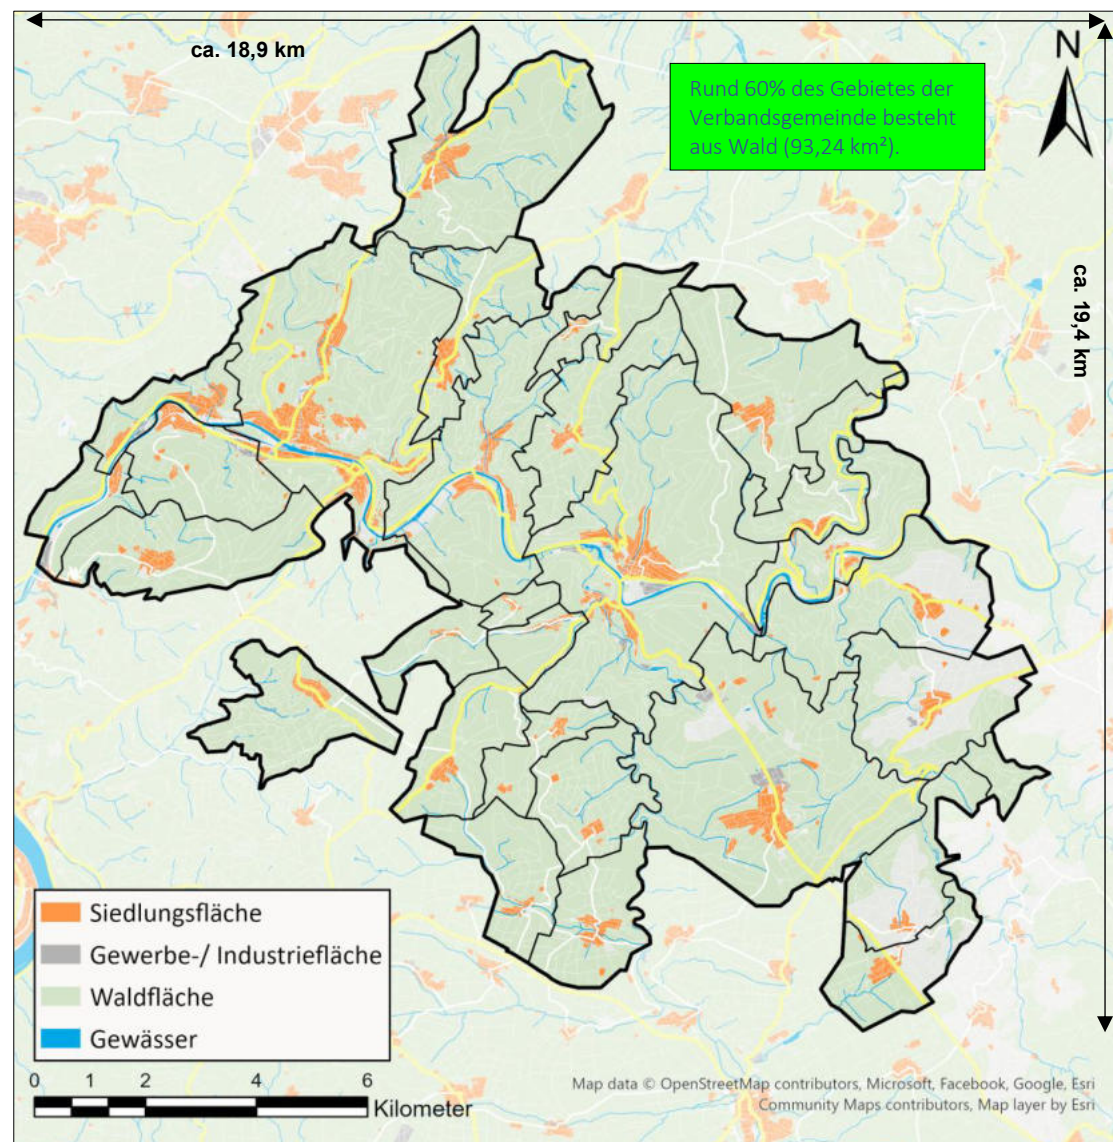 ca. 18,9 km
N
Rund 60% des Gebietes der
Verbandsgemeinde besteht
aus Wald (93,24 km²).
ca. 19,4 km
Siedlungsfläche
Gewerbe-/ Industriefläche
Waldfläche
Gewässer
0 1 2 4 6
Kilometer
Map data © OpenStreetMap contributors, Microsoft, Facebook, Google, Esri
Community Maps contributors, Map layer by Esri